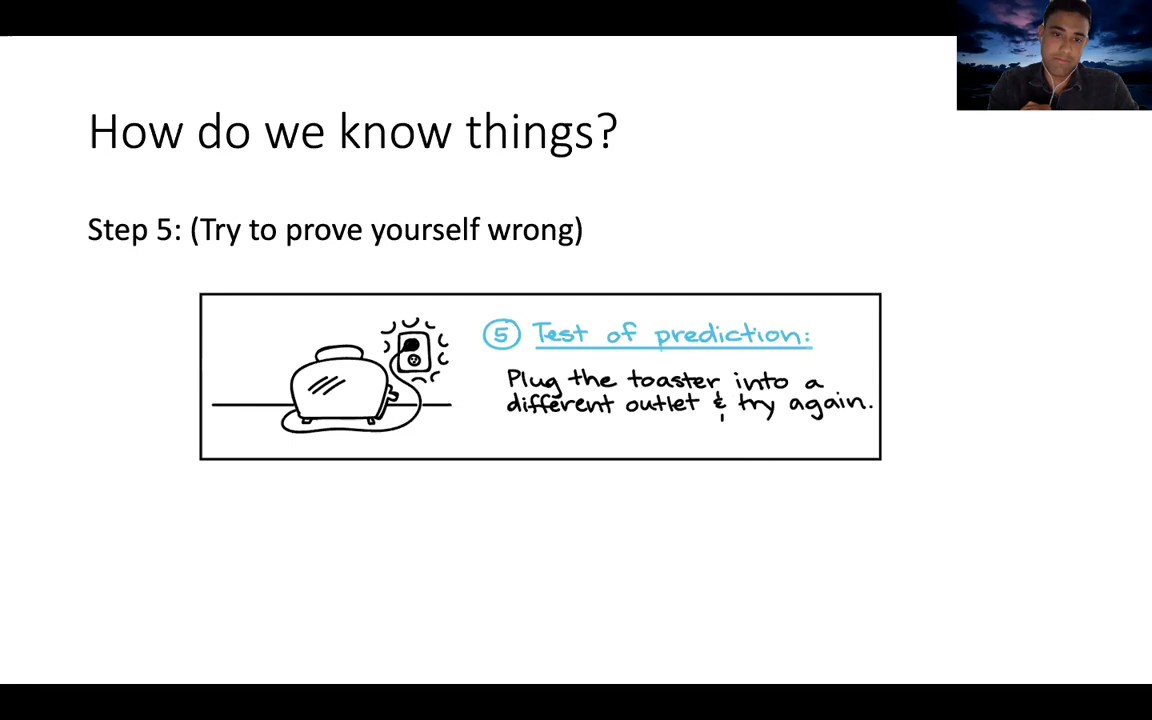 How do we know things?
Step 5: (Try to prove yourself wrong)
5 Test of prediction:
Plug the toaster into a
different outlet & try again.